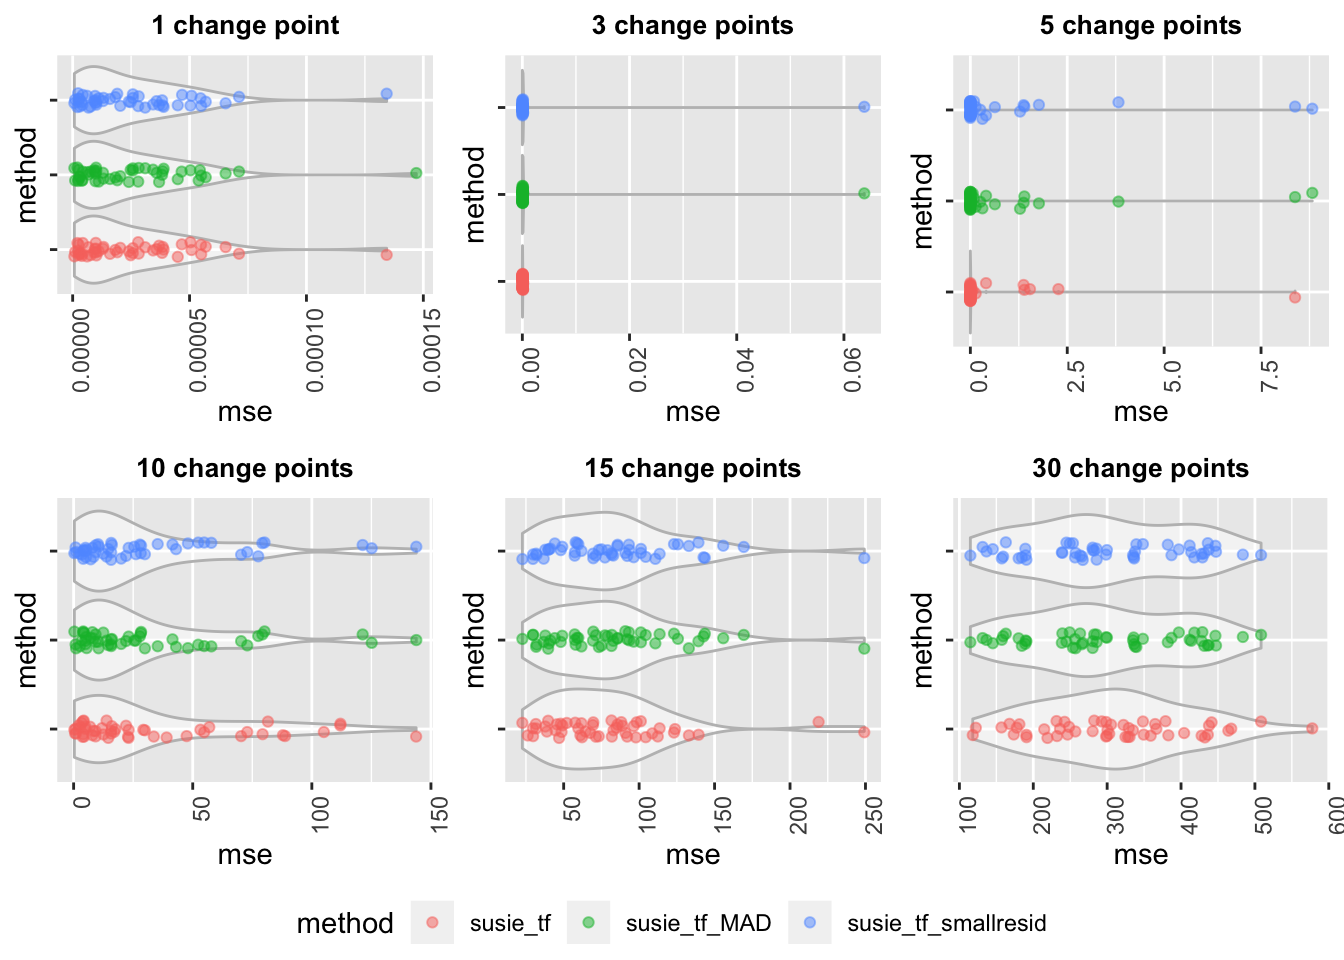 1 change point
3 change points
5 change points
method
method
method
0.00000
0.00005
0.00010
0.00015
0.00
0.02
0.04
0.06
0.0
2.5
5.0
7.5
mse
mse
mse
10 change points
15 change points
30 change points
method
method
method
0
50
100
150
50
100
150
200
250
100
200
300
400
500
600
mse
mse
mse
method
susie_tf
susie_tf_MAD
susie_tf_smallresid